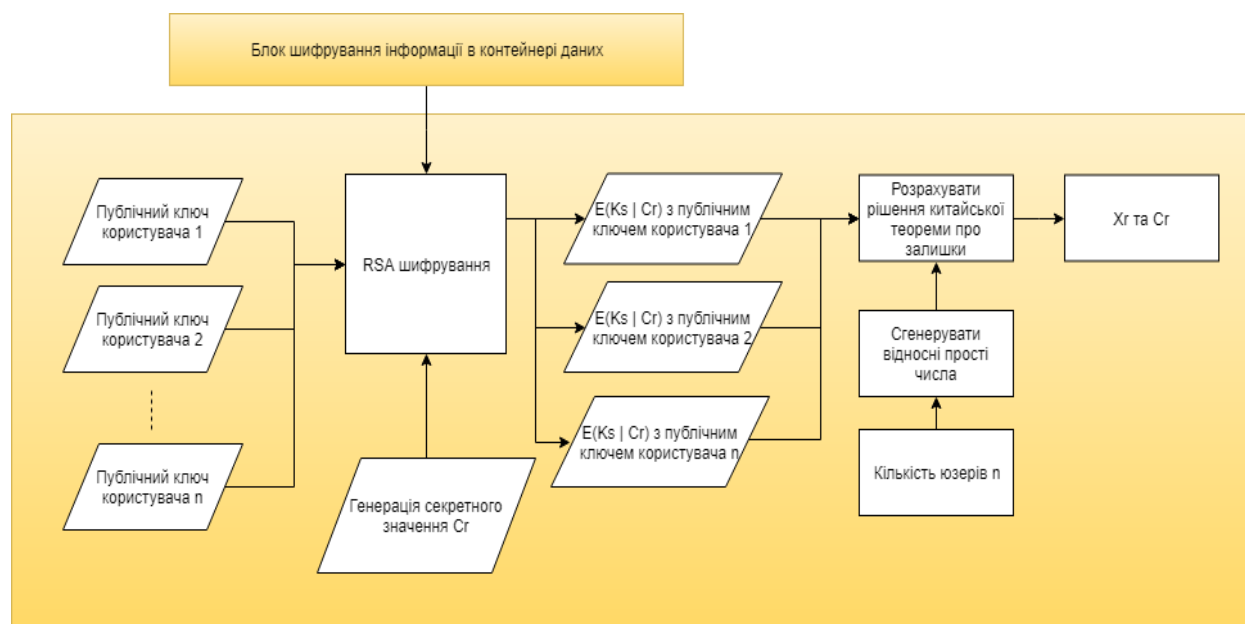 Блок шифрування інформації в контейнері даних
Публічний ключ
користувача 1
Публічний ключ
користувача 2
Публічний ключ
користувача n
RSA шифрування
Генерація секретного
значення Cr
E(Ks | Cr) з публічним
ключем користувача 1
E(Ks | Cr) з публічним
ключем користувача 2
E(Ks | Cr) з публічним
ключем користувача n
Розрахувати
рішення китайської
теореми про
залишки
Сгенерувати
відносні прості
числа
Кількість юзерів n
Xr та Cr